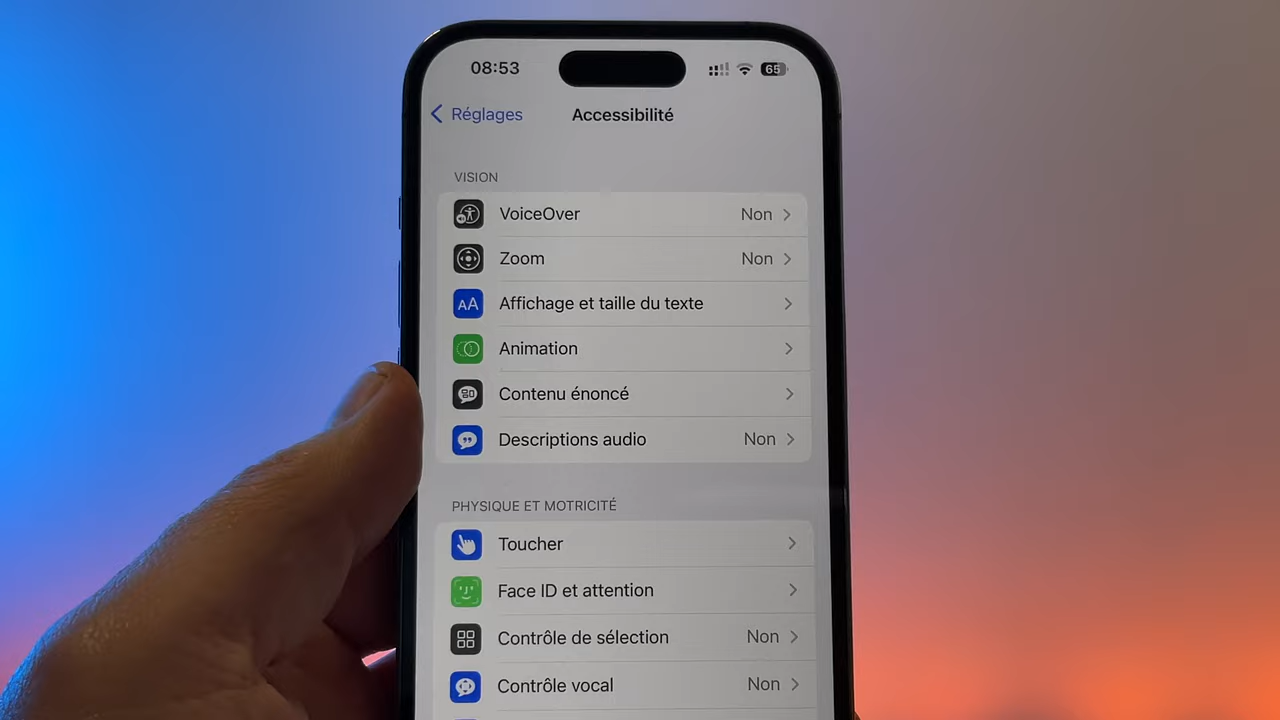 08:53 65
Réglages Accessibilité
VISION
VoiceOver Non
Zoom Non
AA Affichage et taille du texte
Animation
Contenu énoncé
Descriptions audio Non
PHYSIQUE ET MOTRICITÉ
Toucher
Face ID et attention
Contrôle de sélection Non
Contrôle vocal Non